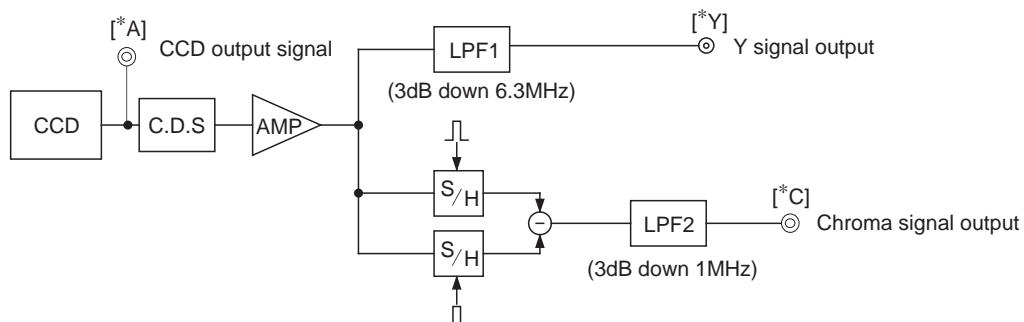 [*A]
CCD output signal
[*Y]
Y signal output
LPF1
(3dB down 6.3MHz)
CCD
C.D.S
AMP
S/H
S/H
−
LPF2
(3dB down 1MHz)
[*C]
Chroma signal output